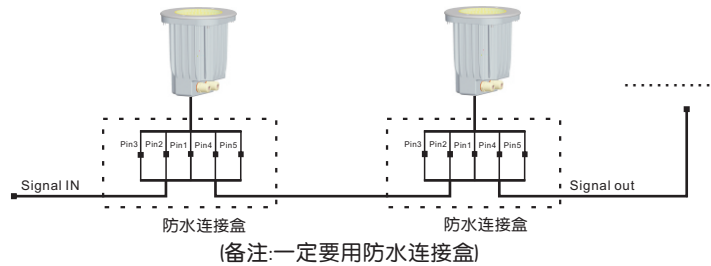 Pin3 Pin2 Pin1 Pin4 Pin5 Pin3 Pin2 Pin1 Pin4 Pin5
Signal IN Signal out
防水连接盒 防水连接盒
(备注:一定要用防水连接盒)